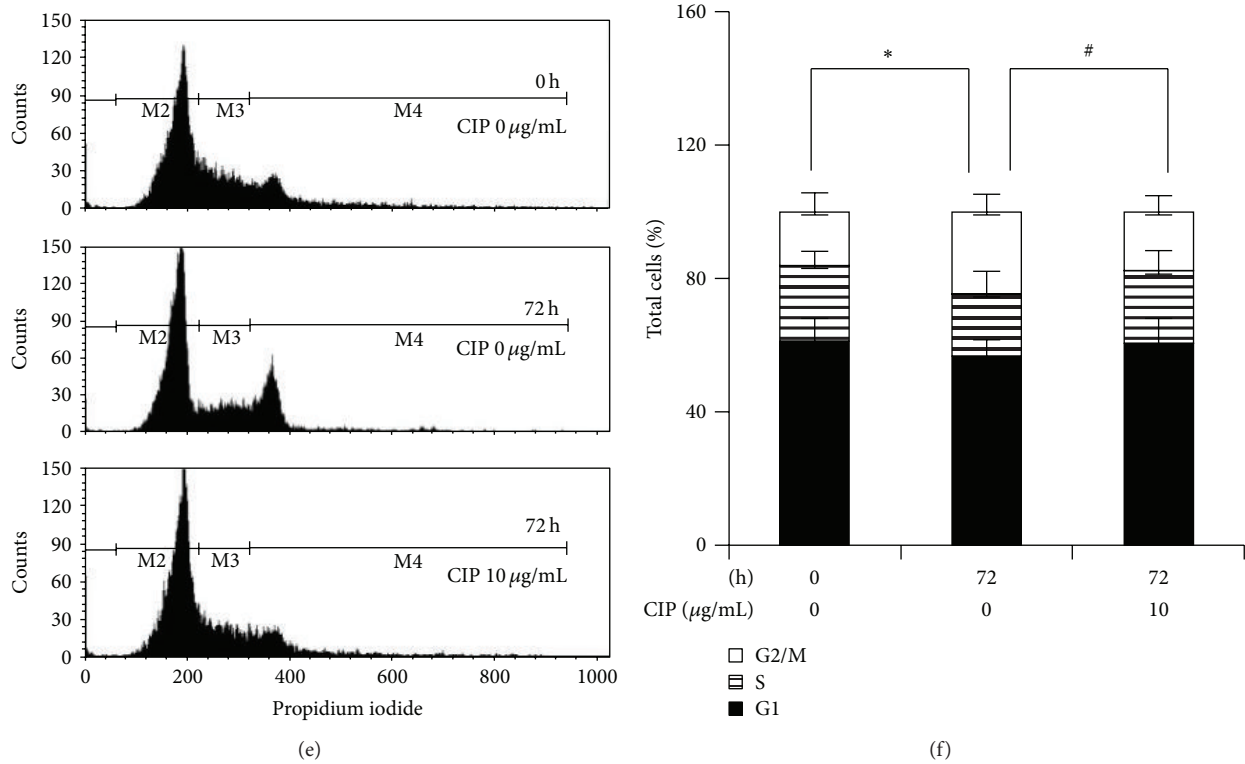 150
120
90
60
30
0
Counts
M2
M3
M4
0 h
CIP 0 µg/mL
150
120
90
60
30
0
Counts
M2
M3
M4
72 h
CIP 0 µg/mL
150
120
90
60
30
0
Counts
M2
M3
M4
72 h
CIP 10 µg/mL
0 200 400 600 800 1000
Propidium iodide
(e)
160
120
80
40
0
Total cells (%)
* #
(h) 0 72 72
CIP (µg/mL) 0 0 10
G2/M
S
G1
(f)